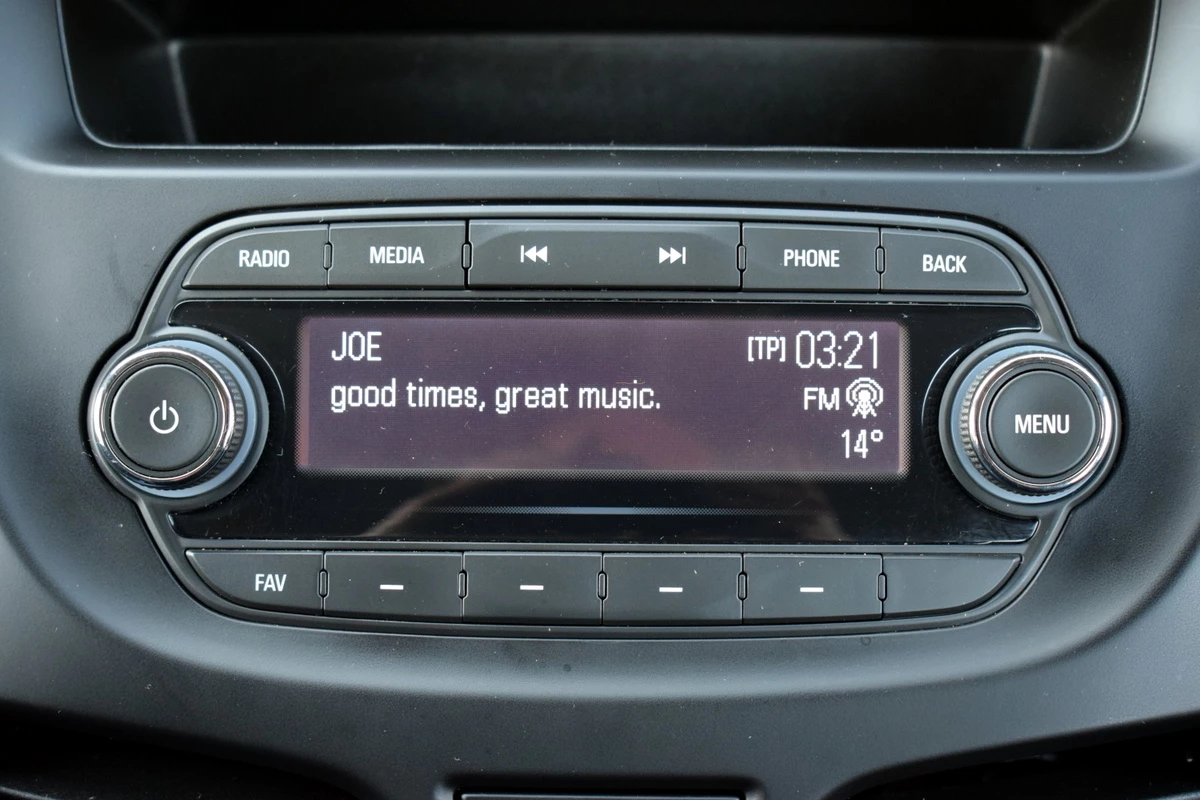 RADIO MEDIA PHONE BACK
JOE [TP] 03:21
good times, great music. FM
14°
MENU
FAV